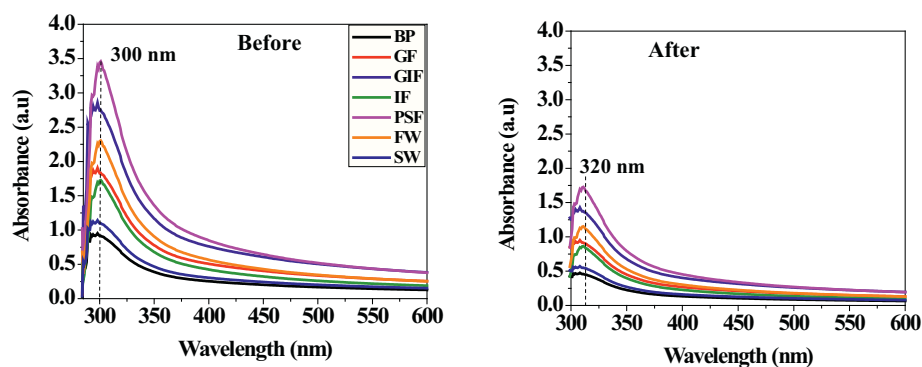 4.0
3.5
3.0
2.5
2.0
1.5
1.0
0.5
0.0
Absorbance (a.u)
300 nm
Before
BP
GF
GIF
IF
PSF
FW
SW
300 350 400 450 500 550 600
Wavelength (nm)
4.0
3.5
3.0
2.5
2.0
1.5
1.0
0.5
0.0
Absorbance (a.u)
After
320 nm
300 350 400 450 500 550 600
Wavelength (nm)